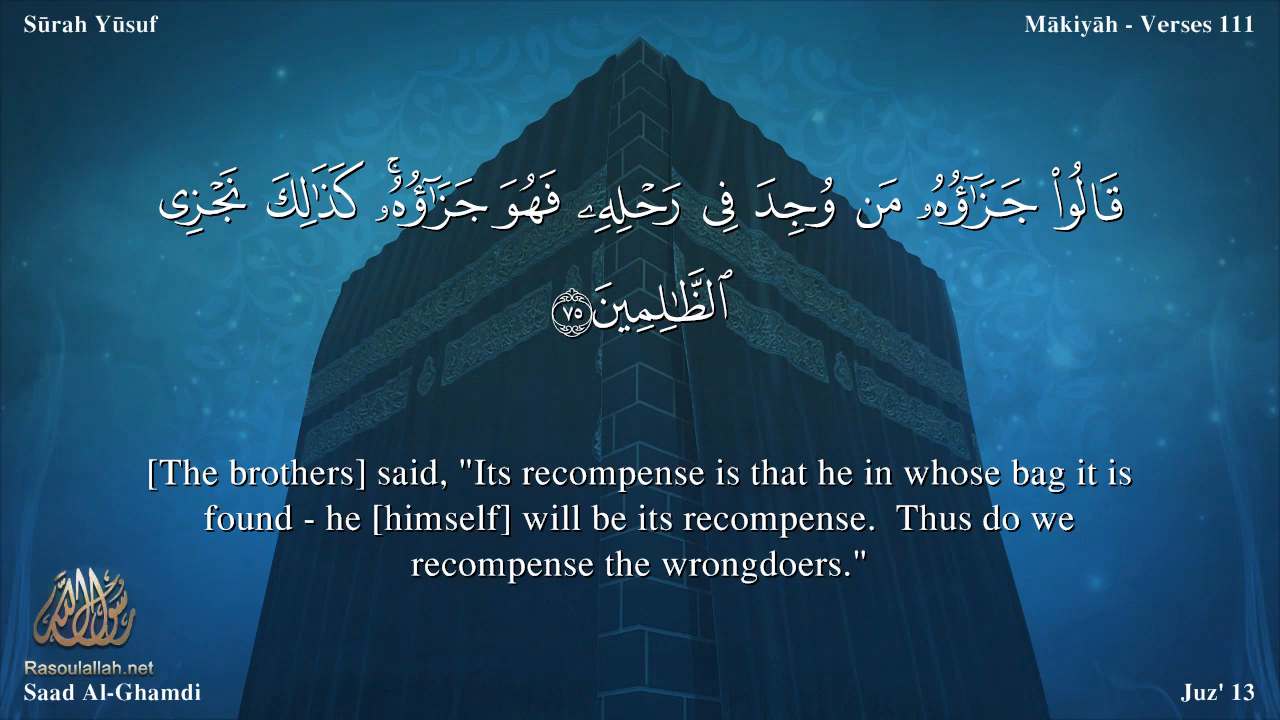 Sūrah Yūsuf
Mākiyāh - Verses 111
قَالُوا۟ جَزَٰٓؤُهُۥ مَن وُجِدَ فِى رَحْلِهِۦ فَهُوَ جَزَٰٓؤُهُۥ ۚ كَذَٰلِكَ نَجْزِى
ٱلظَّٰلِمِينَ ٧٥
[The brothers] said, "Its recompense is that he in whose bag it is
found - he [himself] will be its recompense.  Thus do we
recompense the wrongdoers."
رسول الله
Rasoulallah.net
Saad Al-Ghamdi
Juz' 13